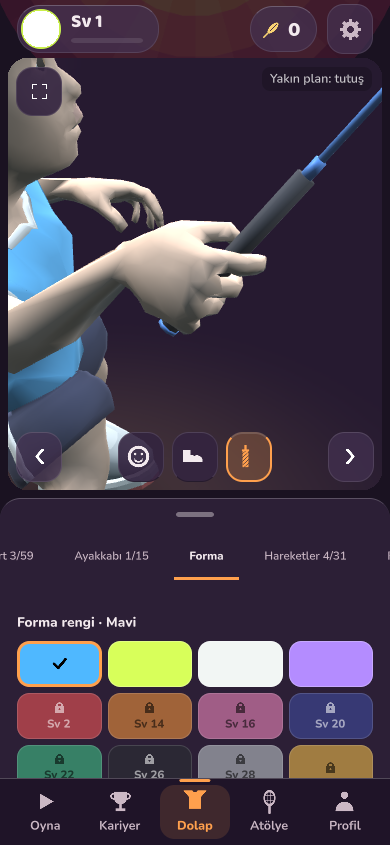 Sv 1
0
Yakın plan: tutuş
rt 3/59
Ayakkabı 1/15
Forma
Hareketler 4/31
Forma rengi · Mavi
Sv 2
Sv 14
Sv 16
Sv 20
Sv 22
Sv 26
Sv 28
Oyna
Kariyer
Dolap
Atölye
Profil